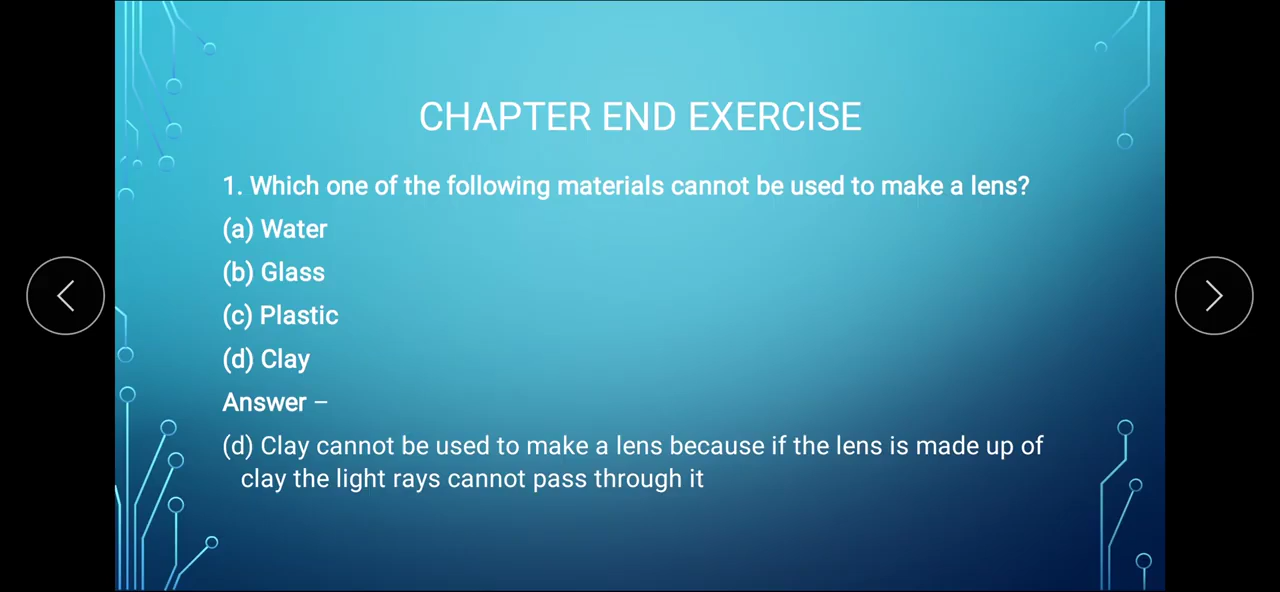 CHAPTER END EXERCISE
1. Which one of the following materials cannot be used to make a lens?
(a) Water
(b) Glass
(c) Plastic
(d) Clay
Answer –
(d) Clay cannot be used to make a lens because if the lens is made up of
clay the light rays cannot pass through it